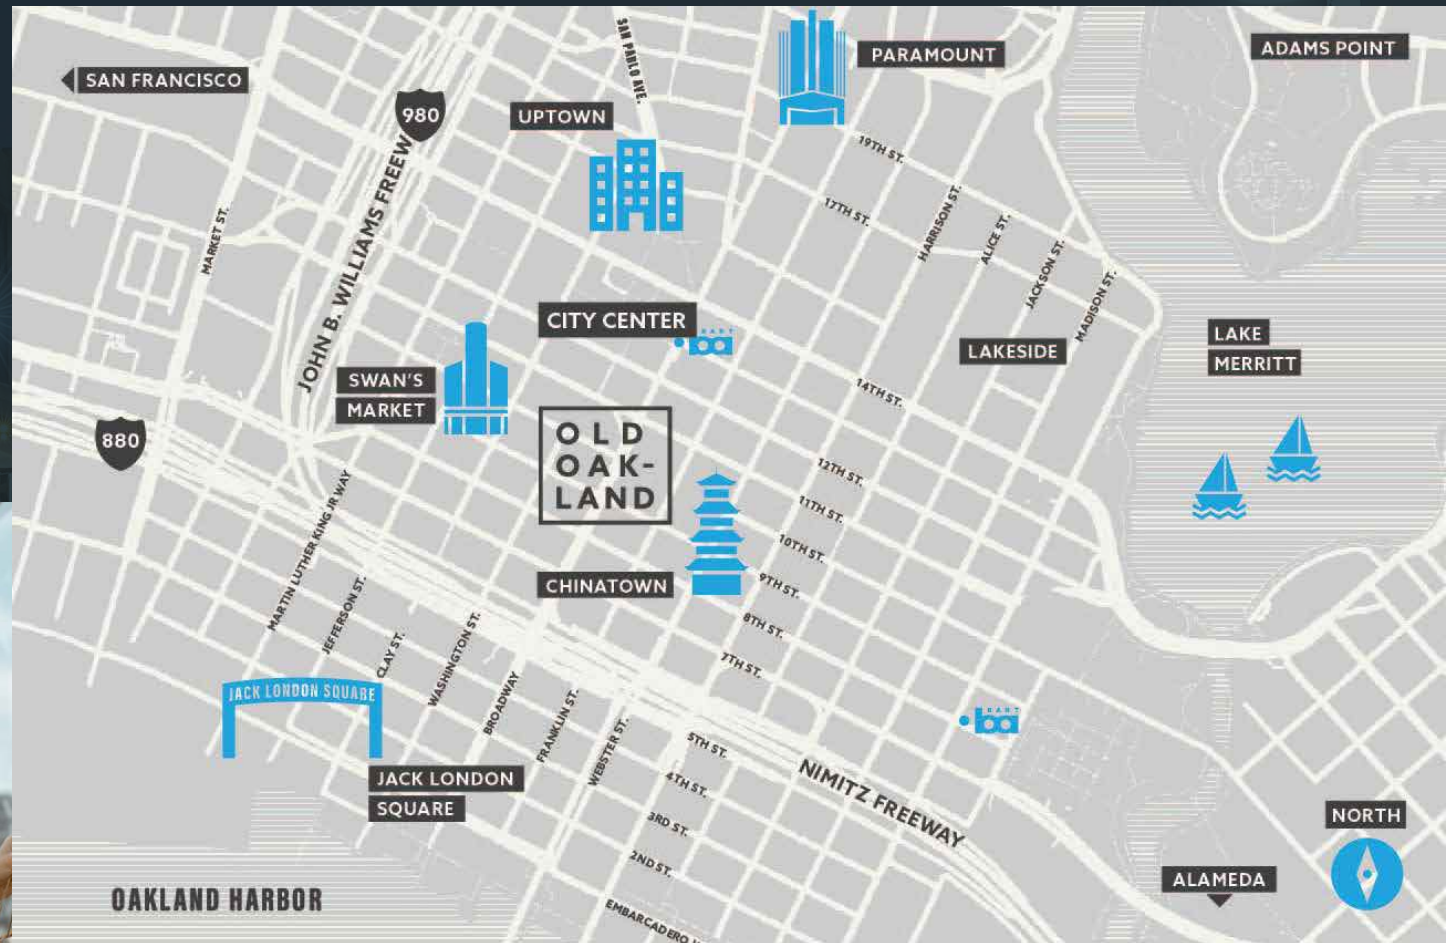 SAN PABLO AVE.
PARAMOUNT
ADAMS POINT
SAN FRANCISCO
980
UPTOWN
19TH ST.
17TH ST.
MARKET ST.
JOHN B. WILLIAMS FREEW
HARRISON ST.
ALICE ST.
JACKSON ST.
MADISON ST.
CITY CENTER
BART
ba
LAKESIDE
LAKE
MERRITT
SWAN'S
MARKET
14TH ST.
880
OLD
OAK-
LAND
12TH ST.
11TH ST.
10TH ST.
9TH ST.
8TH ST.
7TH ST.
CHINATOWN
MARTIN LUTHER KING JR WAY
JEFFERSON ST.
CLAY ST.
WASHINGTON ST.
BROADWAY
FRANKLIN ST.
WEBSTER ST.
JACK LONDON SQUARE
BART
ba
5TH ST.
4TH ST.
3RD ST.
2ND ST.
NIMITZ FREEWAY
JACK LONDON
SQUARE
NORTH
ALAMEDA
OAKLAND HARBOR
EMBARCADERO